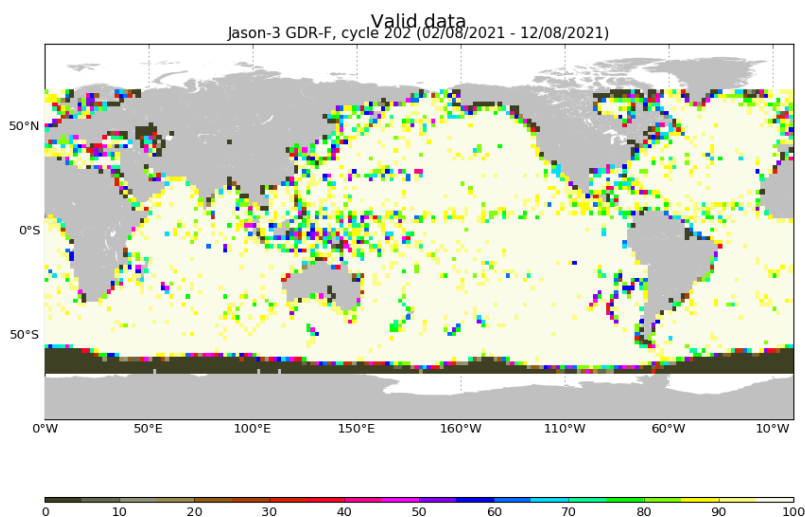 Valid data
Jason-3 GDR-F, cycle 202 (02/08/2021 - 12/08/2021)
50°N
0°S
50°S
0°W 50°E 100°E 150°E 160°W 110°W 60°W 10°W
0 10 20 30 40 50 60 70 80 90 100